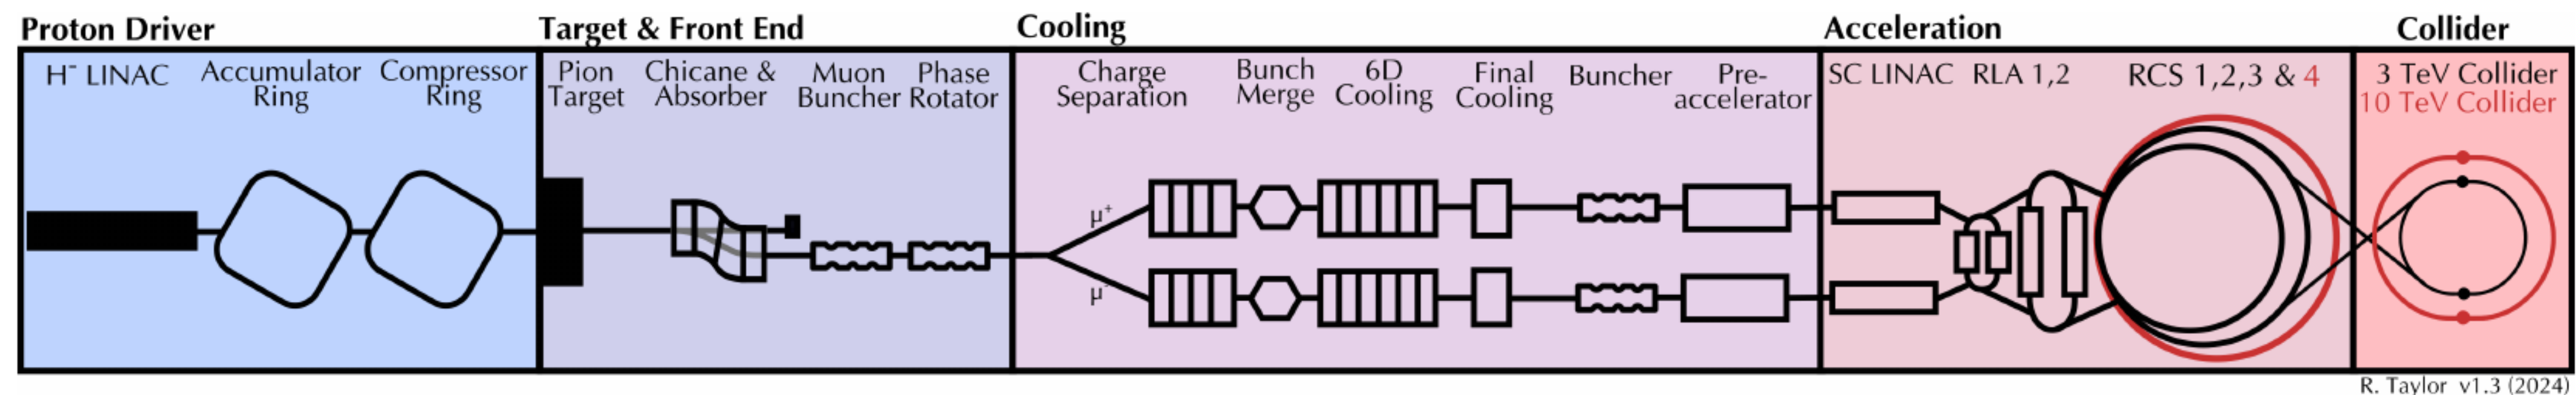 Proton Driver
Target & Front End
Cooling
Acceleration
Collider
H⁻ LINAC
Accumulator
Ring
Compressor
Ring
Pion
Target
Chicane &
Absorber
Muon
Buncher
Phase
Rotator
Charge
Separation
Bunch
Merge
6D
Cooling
Final
Cooling
Buncher
Pre-
accelerator
SC LINAC
RLA 1,2
RCS 1,2,3 & 4
3 TeV Collider
10 TeV Collider
μ⁺
μ⁻
R. Taylor v1.3 (2024)